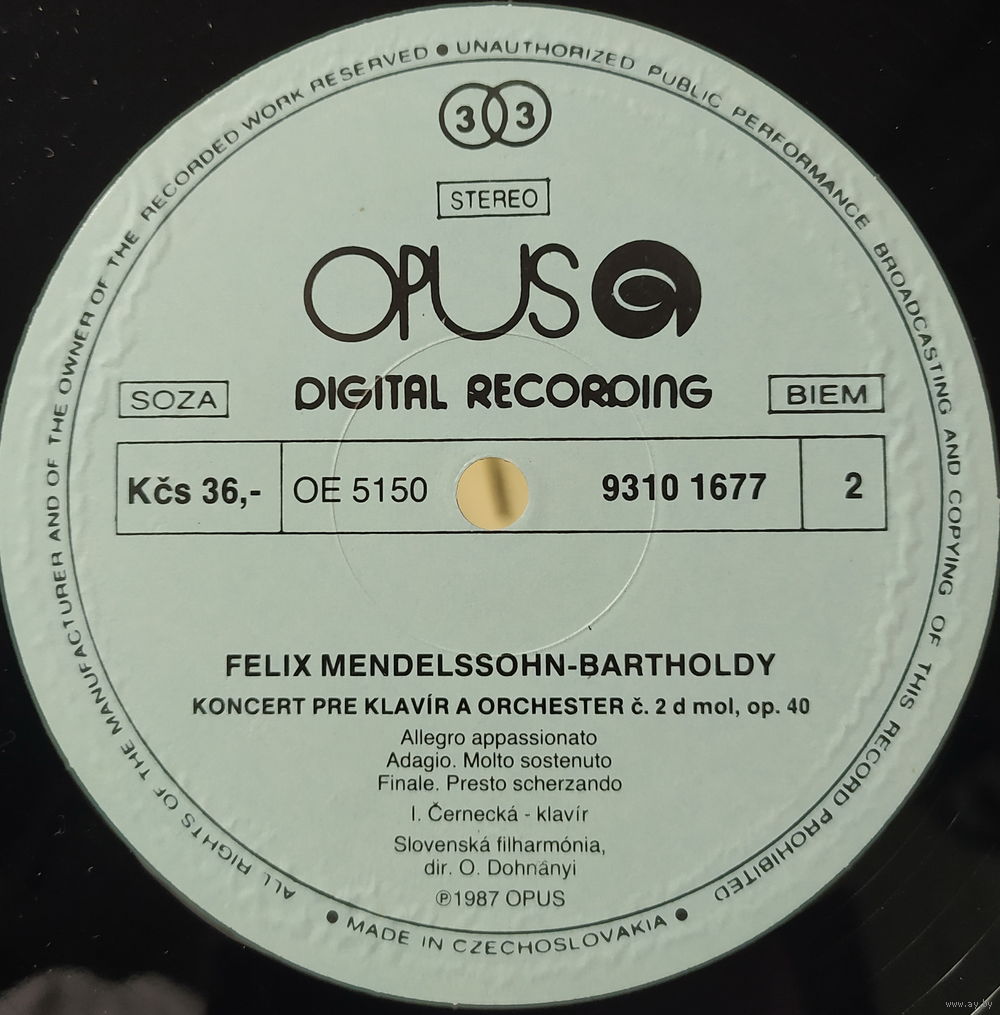 ALL RIGHTS OF THE MANUFACTURER AND OF THE OWNER OF THE RECORDED WORK RESERVED ● UNAUTHORIZED PUBLIC PERFORMANCE BROADCASTING AND COPYING OF THIS RECORD PROHIBITED
● MADE IN CZECHOSLOVAKIA ●
33
STEREO
OPUS
DIGITAL RECORDING
SOZA
BIEM
Kčs 36,- OE 5150 9310 1677 2
FELIX MENDELSSOHN-BARTHOLDY
KONCERT PRE KLAVÍR A ORCHESTER č. 2 d mol, op. 40
Allegro appassionato
Adagio. Molto sostenuto
Finale. Presto scherzando
I. Černecká - klavír
Slovenská filharmónia,
dir. O. Dohnányi
℗1987 OPUS
www.ay.by